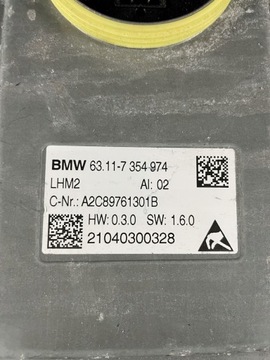 BMW 63.11-7 354 974
LHM2 AI: 02
C-Nr.: A2C89761301B
HW: 0.3.0 SW: 1.6.0
21040300328